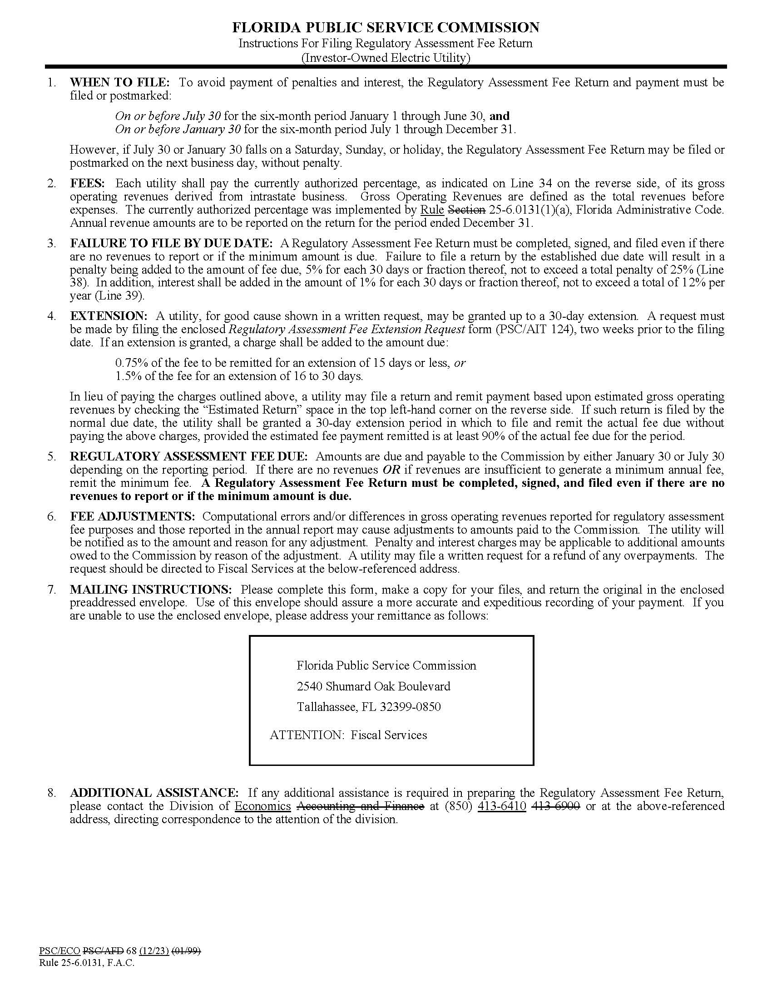 FLORIDA PUBLIC SERVICE COMMISSION
Instructions For Filing Regulatory Assessment Fee Return
(Investor-Owned Electric Utility)
1. WHEN TO FILE: To avoid payment of penalties and interest, the Regulatory Assessment Fee Return and payment must be
filed or postmarked:
On or before July 30 for the six-month period January 1 through June 30, and
On or before January 30 for the six-month period July 1 through December 31.
However, if July 30 or January 30 falls on a Saturday, Sunday, or holiday, the Regulatory Assessment Fee Return may be filed or
postmarked on the next business day, without penalty.
2. FEES: Each utility shall pay the currently authorized percentage, as indicated on Line 34 on the reverse side, of its gross
operating revenues derived from intrastate business. Gross Operating Revenues are defined as the total revenues before
expenses. The currently authorized percentage was implemented by Rule Section 25-6.0131(1)(a), Florida Administrative Code.
Annual revenue amounts are to be reported on the return for the period ended December 31.
3. FAILURE TO FILE BY DUE DATE: A Regulatory Assessment Fee Return must be completed, signed, and filed even if there
are no revenues to report or if the minimum amount is due. Failure to file a return by the established due date will result in a
penalty being added to the amount of fee due, 5% for each 30 days or fraction thereof, not to exceed a total penalty of 25% (Line
38). In addition, interest shall be added in the amount of 1% for each 30 days or fraction thereof, not to exceed a total of 12% per
year (Line 39).
4. EXTENSION: A utility, for good cause shown in a written request, may be granted up to a 30-day extension. A request must
be made by filing the enclosed Regulatory Assessment Fee Extension Request form (PSC/AIT 124), two weeks prior to the filing
date. If an extension is granted, a charge shall be added to the amount due:
0.75% of the fee to be remitted for an extension of 15 days or less, or
1.5% of the fee for an extension of 16 to 30 days.
In lieu of paying the charges outlined above, a utility may file a return and remit payment based upon estimated gross operating
revenues by checking the “Estimated Return” space in the top left-hand corner on the reverse side. If such return is filed by the
normal due date, the utility shall be granted a 30-day extension period in which to file and remit the actual fee due without
paying the above charges, provided the estimated fee payment remitted is at least 90% of the actual fee due for the period.
5. REGULATORY ASSESSMENT FEE DUE: Amounts are due and payable to the Commission by either January 30 or July 30
depending on the reporting period. If there are no revenues OR if revenues are insufficient to generate a minimum annual fee,
remit the minimum fee. A Regulatory Assessment Fee Return must be completed, signed, and filed even if there are no
revenues to report or if the minimum amount is due.
6. FEE ADJUSTMENTS: Computational errors and/or differences in gross operating revenues reported for regulatory assessment
fee purposes and those reported in the annual report may cause adjustments to amounts paid to the Commission. The utility will
be notified as to the amount and reason for any adjustment. Penalty and interest charges may be applicable to additional amounts
owed to the Commission by reason of the adjustment. A utility may file a written request for a refund of any overpayments. The
request should be directed to Fiscal Services at the below-referenced address.
7. MAILING INSTRUCTIONS: Please complete this form, make a copy for your files, and return the original in the enclosed
preaddressed envelope. Use of this envelope should assure a more accurate and expeditious recording of your payment. If you
are unable to use the enclosed envelope, please address your remittance as follows:
Florida Public Service Commission
2540 Shumard Oak Boulevard
Tallahassee, FL 32399-0850
ATTENTION: Fiscal Services
8. ADDITIONAL ASSISTANCE: If any additional assistance is required in preparing the Regulatory Assessment Fee Return,
please contact the Division of Economics Accounting and Finance at (850) 413-6410 413-6900 or at the above-referenced
address, directing correspondence to the attention of the division.
PSC/ECO PSC/AFD 68 (12/23) (01/99)
Rule 25-6.0131, F.A.C.